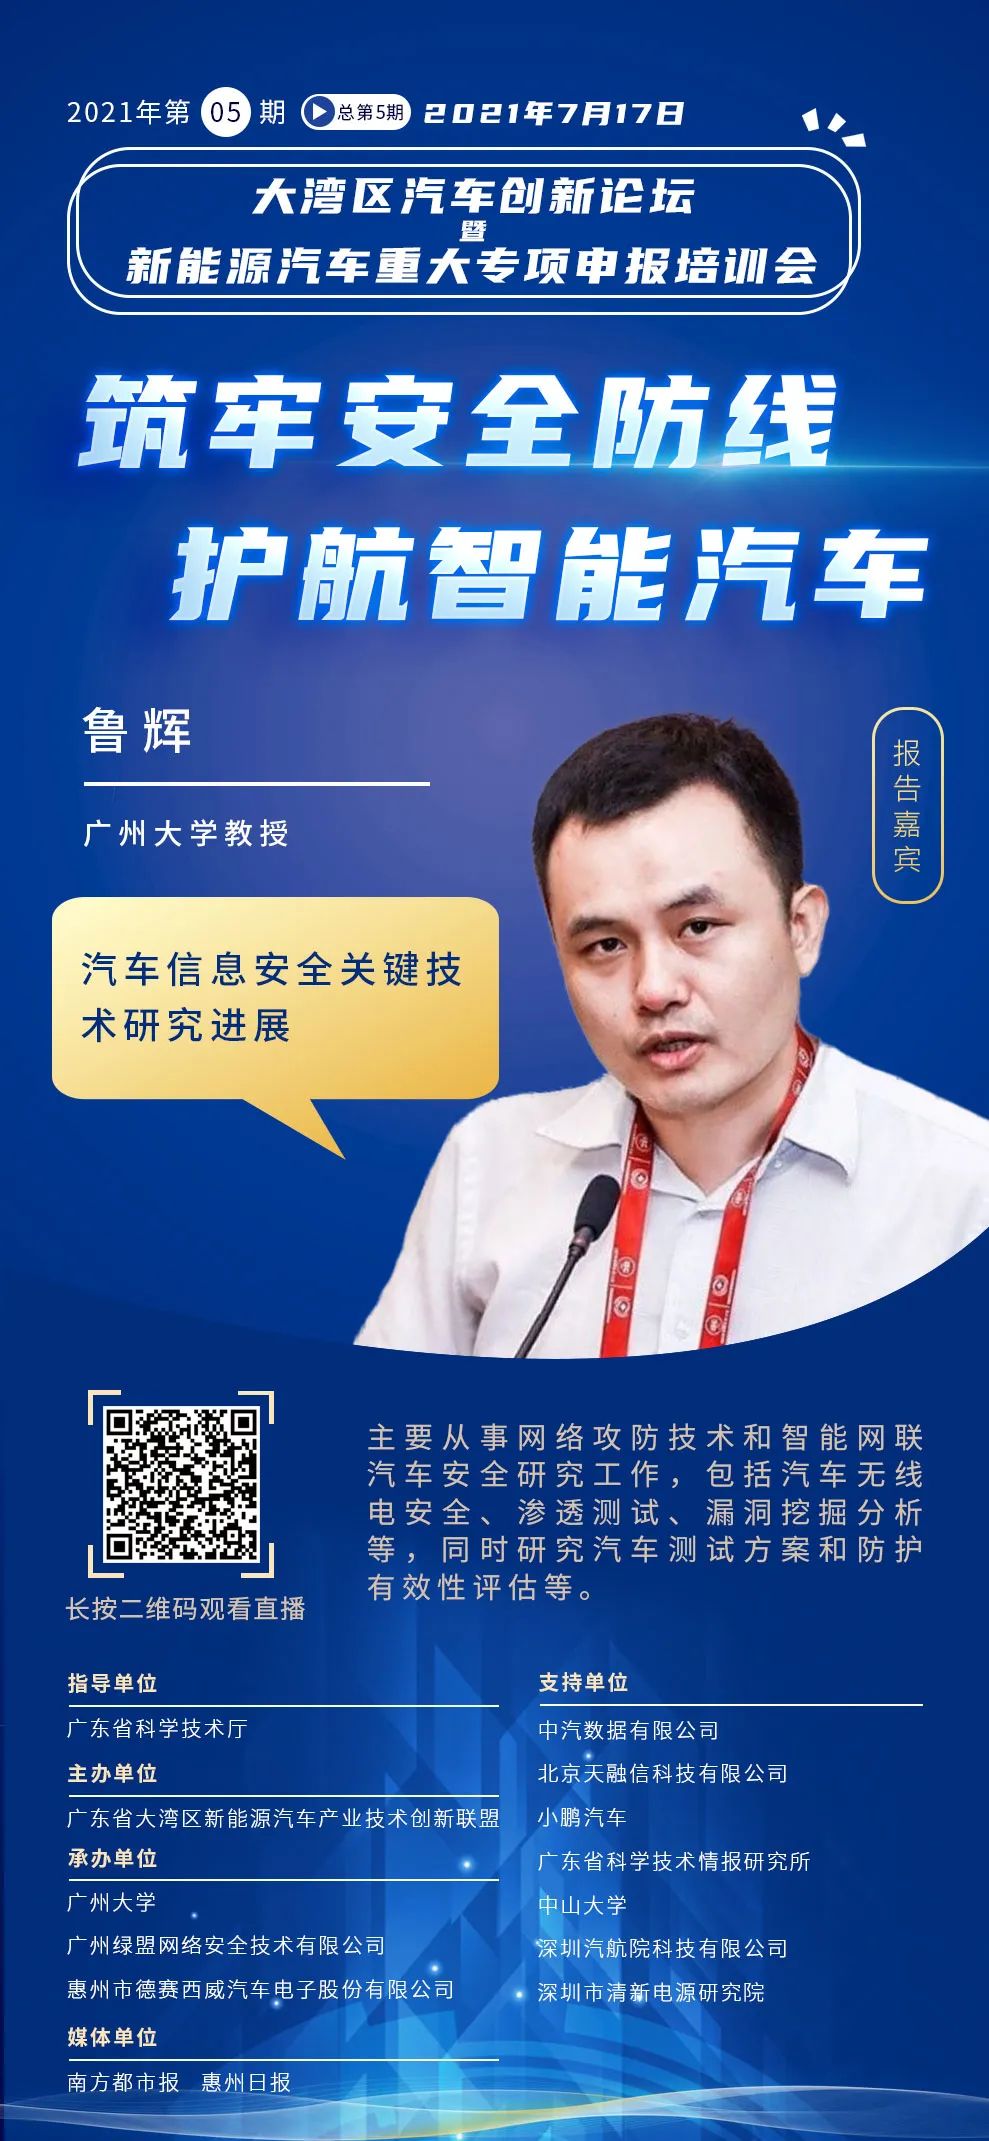 2021年第 05 期 总第5期 2021年7月17日
大湾区汽车创新论坛
暨
新能源汽车重大专项申报培训会
筑牢安全防线
护航智能汽车
鲁辉
广州大学教授
报告嘉宾
汽车信息安全关键技
术研究进展
主要从事网络攻防技术和智能网联
汽车安全研究工作，包括汽车无线
电安全、渗透测试、漏洞挖掘分析
等，同时研究汽车测试方案和防护
有效性评估等。
长按二维码观看直播
指导单位
广东省科学技术厅
主办单位
广东省大湾区新能源汽车产业技术创新联盟
承办单位
广州大学
广州绿盟网络安全技术有限公司
惠州市德赛西威汽车电子股份有限公司
媒体单位
南方都市报 惠州日报
支持单位
中汽数据有限公司
北京天融信科技有限公司
小鹏汽车
广东省科学技术情报研究所
中山大学
深圳汽航院科技有限公司
深圳市清新电源研究院